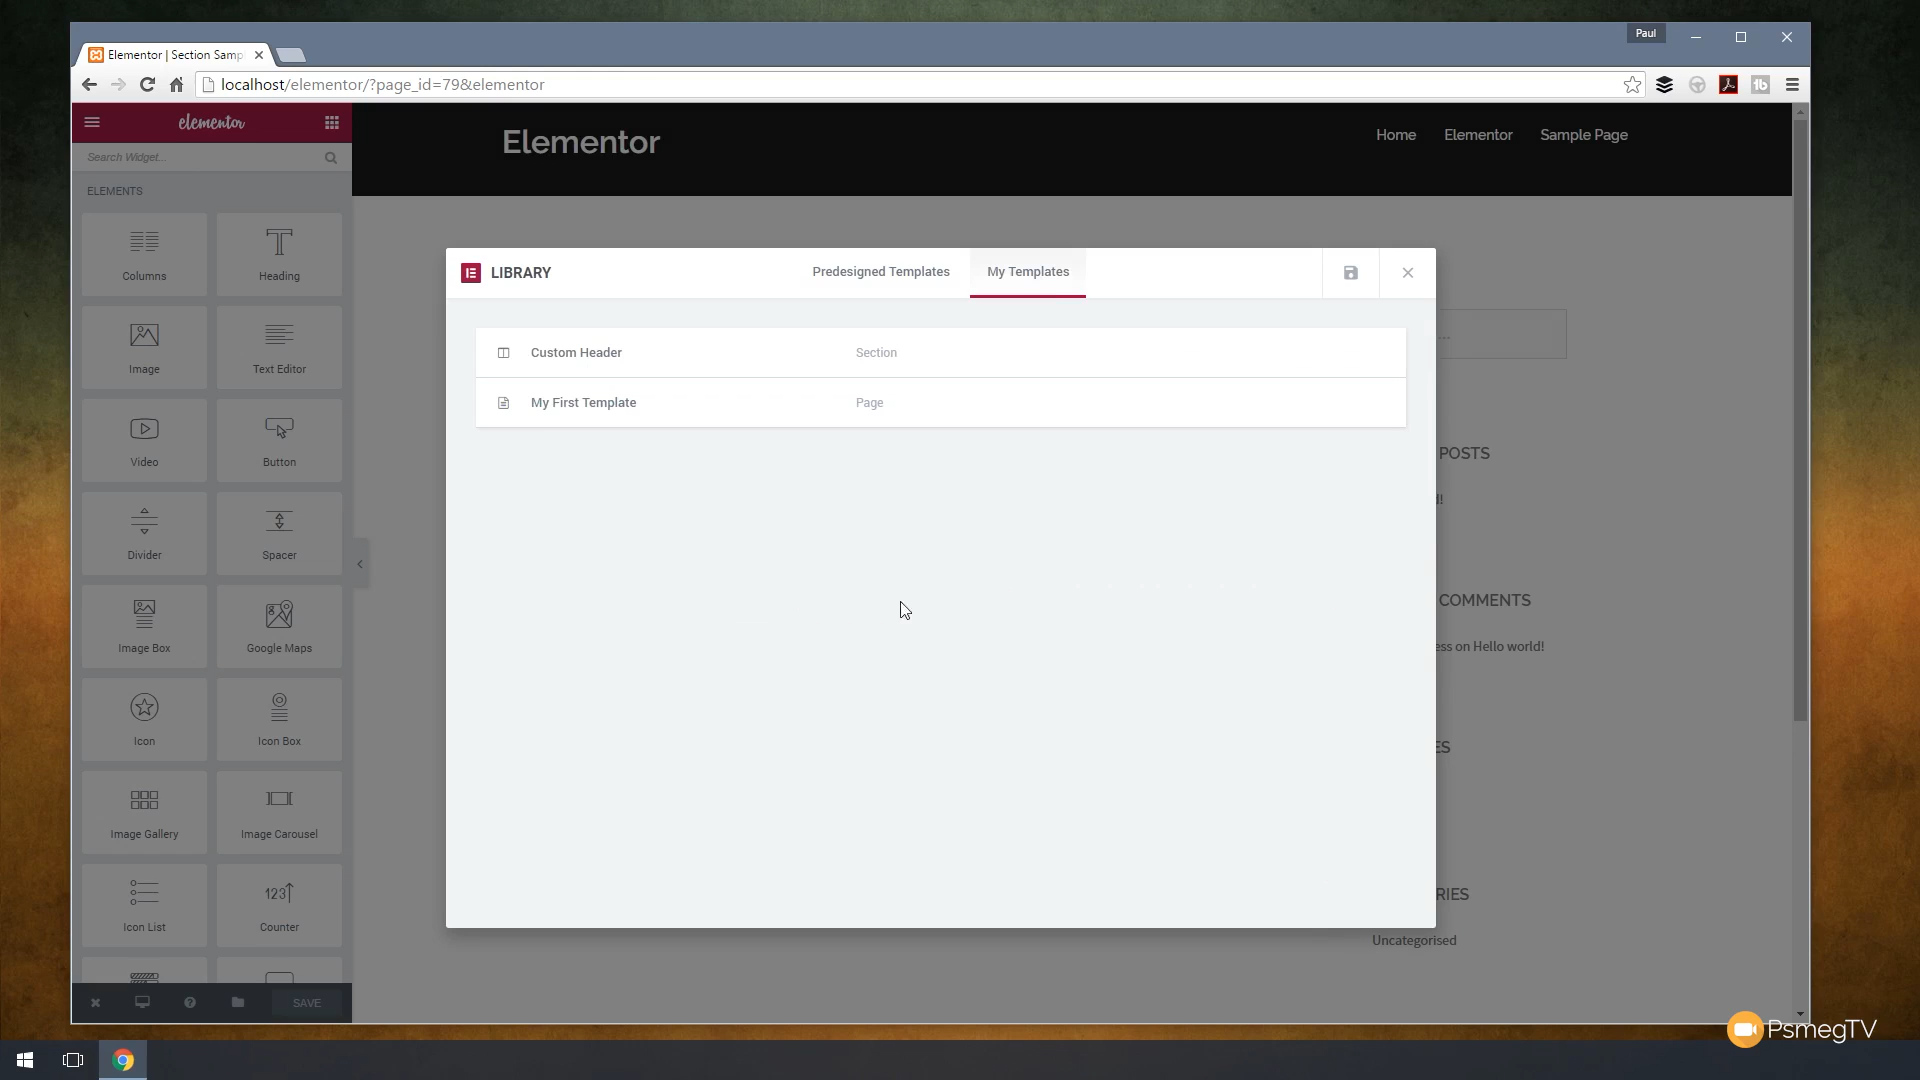 Paul
Elementor | Section Samp
localhost/elementor/?page_id=79&elementor
elementor
Search Widget...
ELEMENTS
Columns
Heading
Image
Text Editor
Video
Button
Divider
Spacer
Image Box
Google Maps
Icon
Icon Box
Image Gallery
Image Carousel
Icon List
123
Counter
SAVE
Elementor
Home
Elementor
Sample Page
LIBRARY
Predesigned Templates
My Templates
Custom Header
Section
My First Template
Page
...
POSTS
d!
COMMENTS
ess on Hello world!
ES
RIES
Uncategorised
PsmegTV